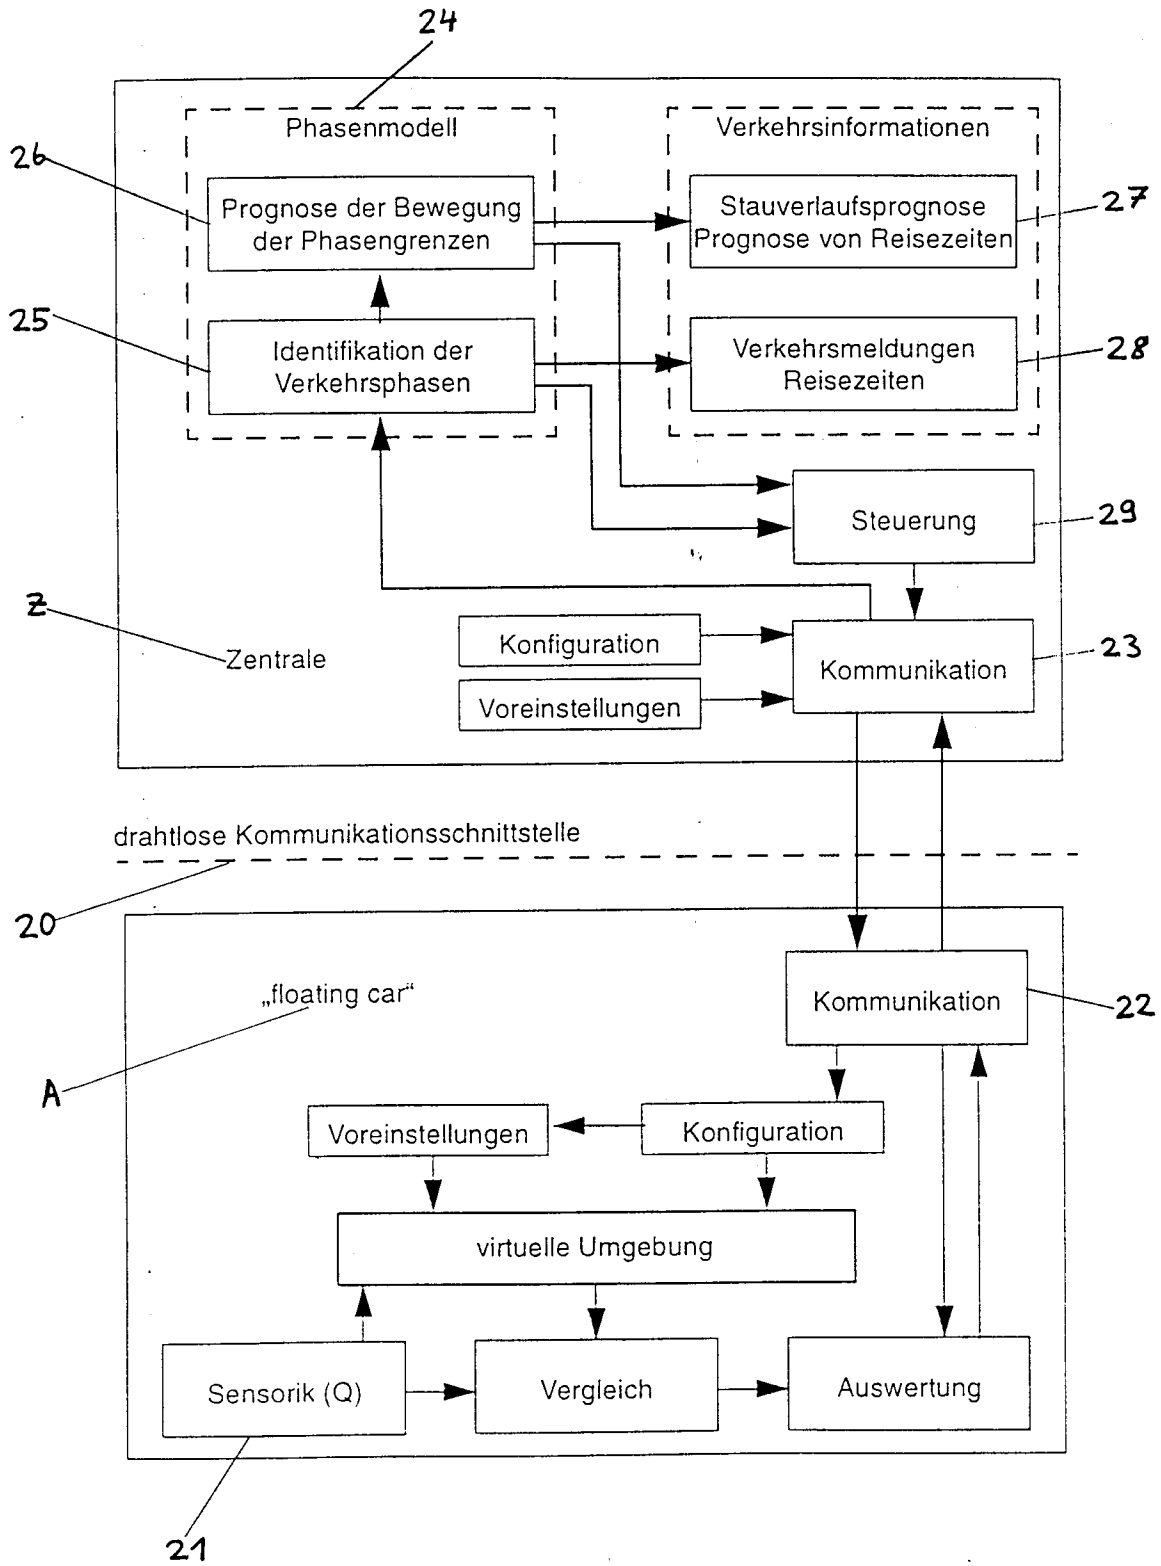 24
Phasenmodell
Verkehrsinformationen
26
Prognose der Bewegung
der Phasengrenzen
Stauverlaufsprognose
Prognose von Reisezeiten
27
25
Identifikation der
Verkehrsphasen
Verkehrsmeldungen
Reisezeiten
28
Steuerung
29
Z
Zentrale
Konfiguration
Voreinstellungen
Kommunikation
23
drahtlose Kommunikationsschnittstelle
20
„floating car“
Kommunikation
22
A
Voreinstellungen
Konfiguration
virtuelle Umgebung
Sensorik (Q)
Vergleich
Auswertung
21